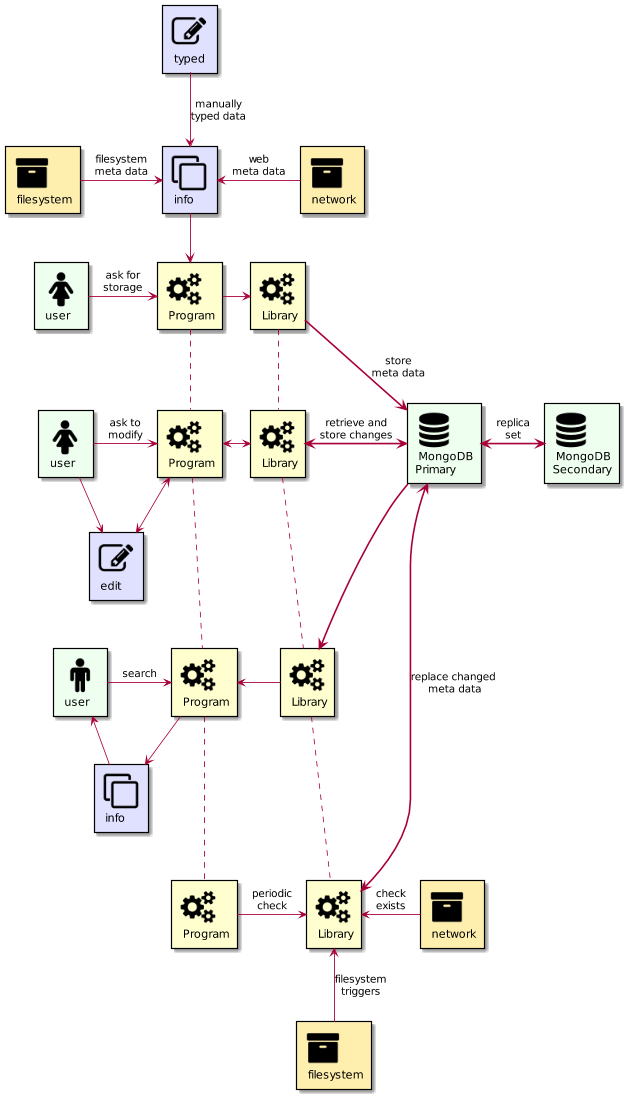 typed
manually
typed data
filesystem
filesystem
meta data
info
web
meta data
network
user
ask for
storage
Program
Library
store
meta data
user
ask to
modify
Program
Library
retrieve and
store changes
MongoDB
Primary
replica
set
MongoDB
Secondary
edit
user
search
Program
Library
replace changed
meta data
info
Program
periodic
check
Library
check
exists
network
filesystem
triggers
filesystem